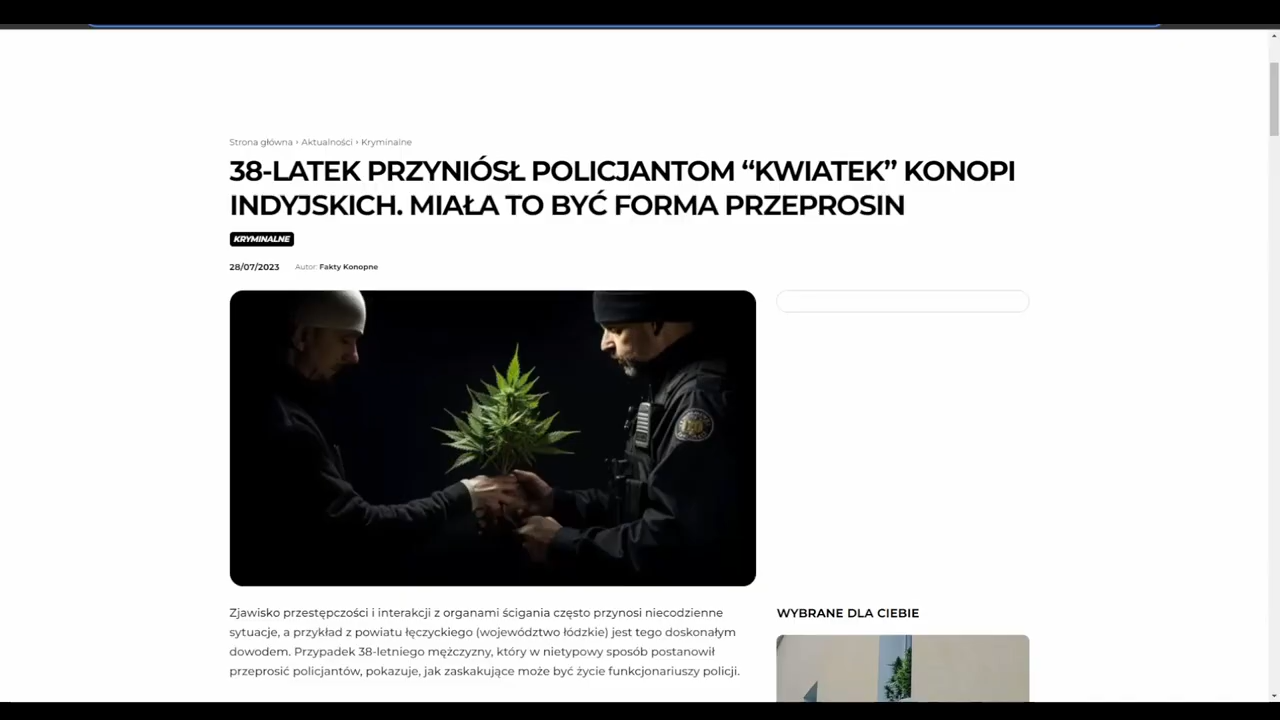 Strona główna › Aktualności › Kryminalne
38-LATEK PRZYNIÓSŁ POLICJANTOM “KWIATEK” KONOPI
INDYJSKICH. MIAŁA TO BYĆ FORMA PRZEPROSIN
KRYMINALNE
28/07/2023 Autor: Fakty Konopne
Zjawisko przestępczości i interakcji z organami ścigania często przynosi niecodzienne
sytuacje, a przykład z powiatu łęczyckiego (województwo łódzkie) jest tego doskonałym
dowodem. Przypadek 38-letniego mężczyzny, który w nietypowy sposób postanowił
przeprosić policjantów, pokazuje, jak zaskakujące może być życie funkcjonariuszy policji.
WYBRANE DLA CIEBIE